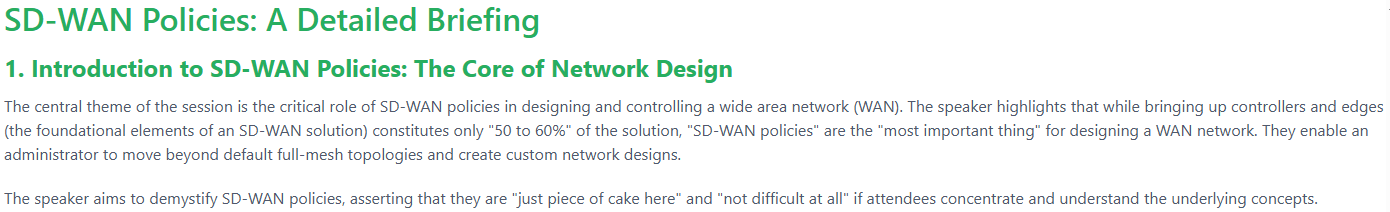 SD-WAN Policies: A Detailed Briefing
1. Introduction to SD-WAN Policies: The Core of Network Design
The central theme of the session is the critical role of SD-WAN policies in designing and controlling a wide area network (WAN). The speaker highlights that while bringing up controllers and edges
(the foundational elements of an SD-WAN solution) constitutes only "50 to 60%" of the solution, "SD-WAN policies" are the "most important thing" for designing a WAN network. They enable an
administrator to move beyond default full-mesh topologies and create custom network designs.
The speaker aims to demystify SD-WAN policies, asserting that they are "just piece of cake here" and "not difficult at all" if attendees concentrate and understand the underlying concepts.